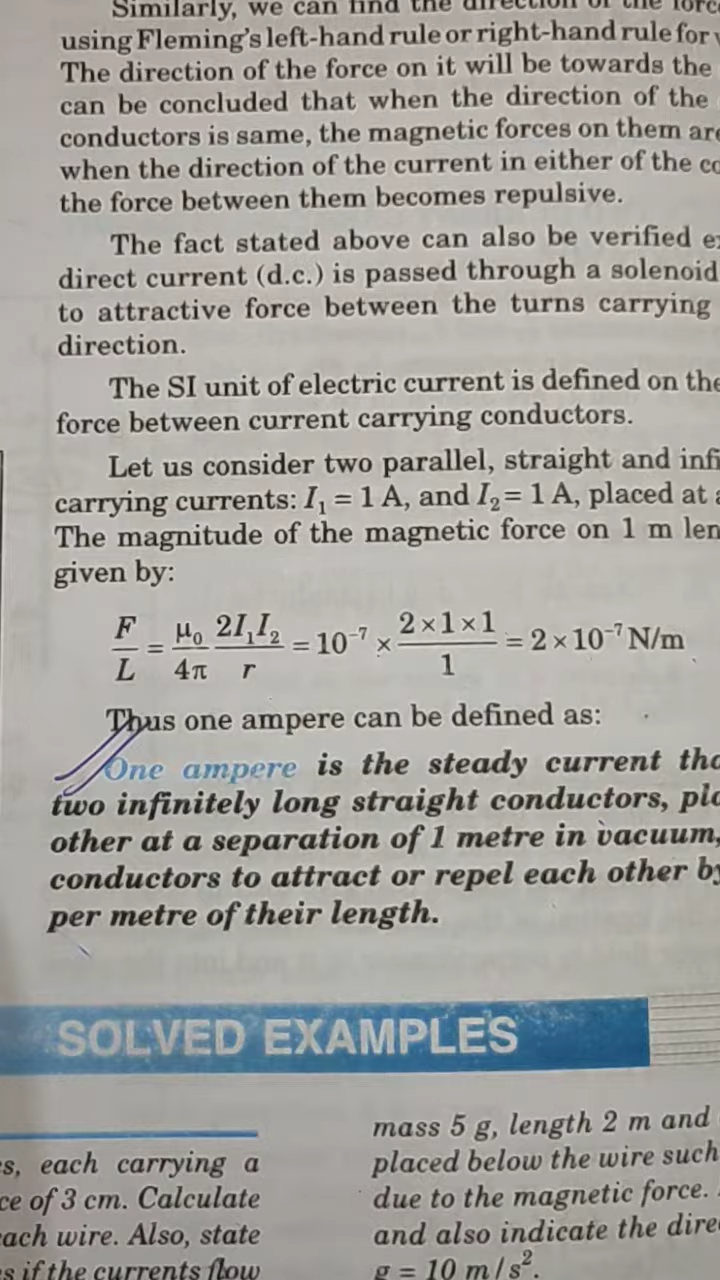 Similarly, we can find the direction of the force
using Fleming's left-hand rule or right-hand rule for
The direction of the force on it will be towards the
can be concluded that when the direction of the
conductors is same, the magnetic forces on them are
when the direction of the current in either of the
the force between them becomes repulsive.
The fact stated above can also be verified
direct current (d.c.) is passed through a solenoid
to attractive force between the turns carrying
direction.
The SI unit of electric current is defined on the
force between current carrying conductors.
Let us consider two parallel, straight and
carrying currents: I₁ = 1 A, and I₂ = 1 A, placed at
The magnitude of the magnetic force on 1 m
given by:
F/L = μ₀/4π 2I₁I₂/r = 10⁻⁷ × 2×1×1/1 = 2 × 10⁻⁷ N/m
Thus one ampere can be defined as:
One ampere is the steady current
two infinitely long straight conductors,
other at a separation of 1 metre in vacuum,
conductors to attract or repel each other by
per metre of their length.
SOLVED EXAMPLES
each carrying a
of 3 cm. Calculate
wire. Also, state
if the currents flow
mass 5 g, length 2 m and
placed below the wire such
due to the magnetic force.
and also indicate the
g = 10 m/s².